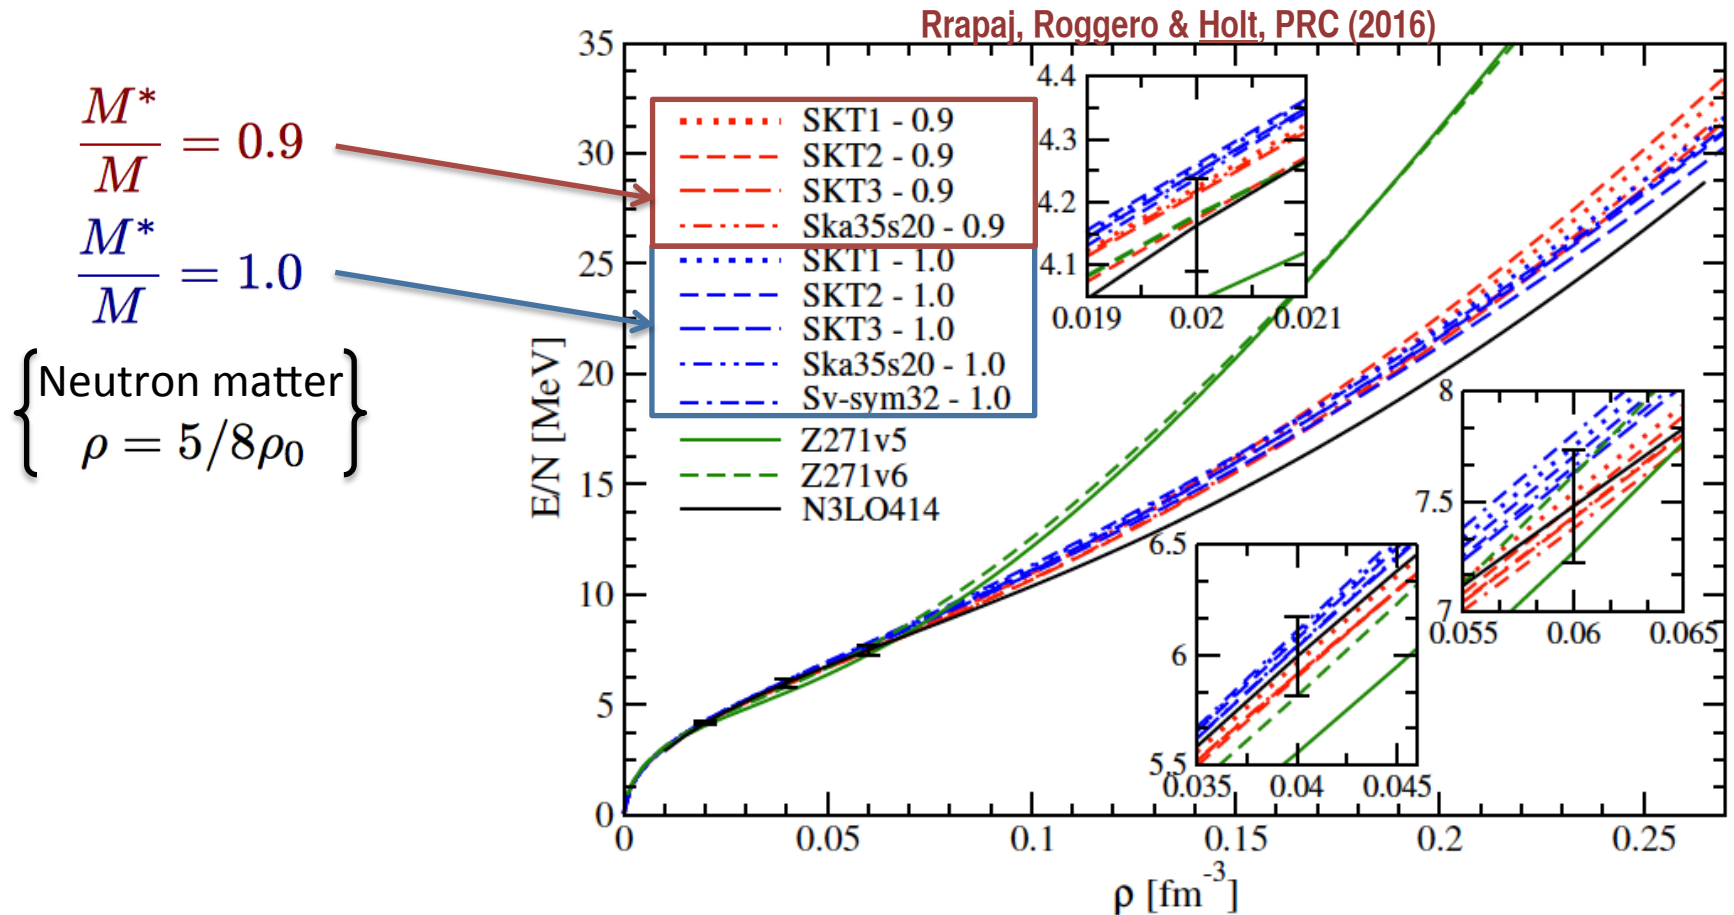 Rrapaj, Roggero & Holt, PRC (2016)
M*/M = 0.9
M*/M = 1.0
Neutron matter
ρ = 5/8ρ0
SKT1 - 0.9
SKT2 - 0.9
SKT3 - 0.9
Ska35s20 - 0.9
SKT1 - 1.0
SKT2 - 1.0
SKT3 - 1.0
Ska35s20 - 1.0
Sv-sym32 - 1.0
Z271v5
Z271v6
N3LO414
E/N [MeV]
35
30
25
20
15
10
5
0
0 0.05 0.1 0.15 0.2 0.25
ρ [fm⁻³]
4.4
4.3
4.2
4.1
0.019 0.02 0.021
8
7.5
7
0.055 0.06 0.065
6.5
6
5.5
0.035 0.04 0.045